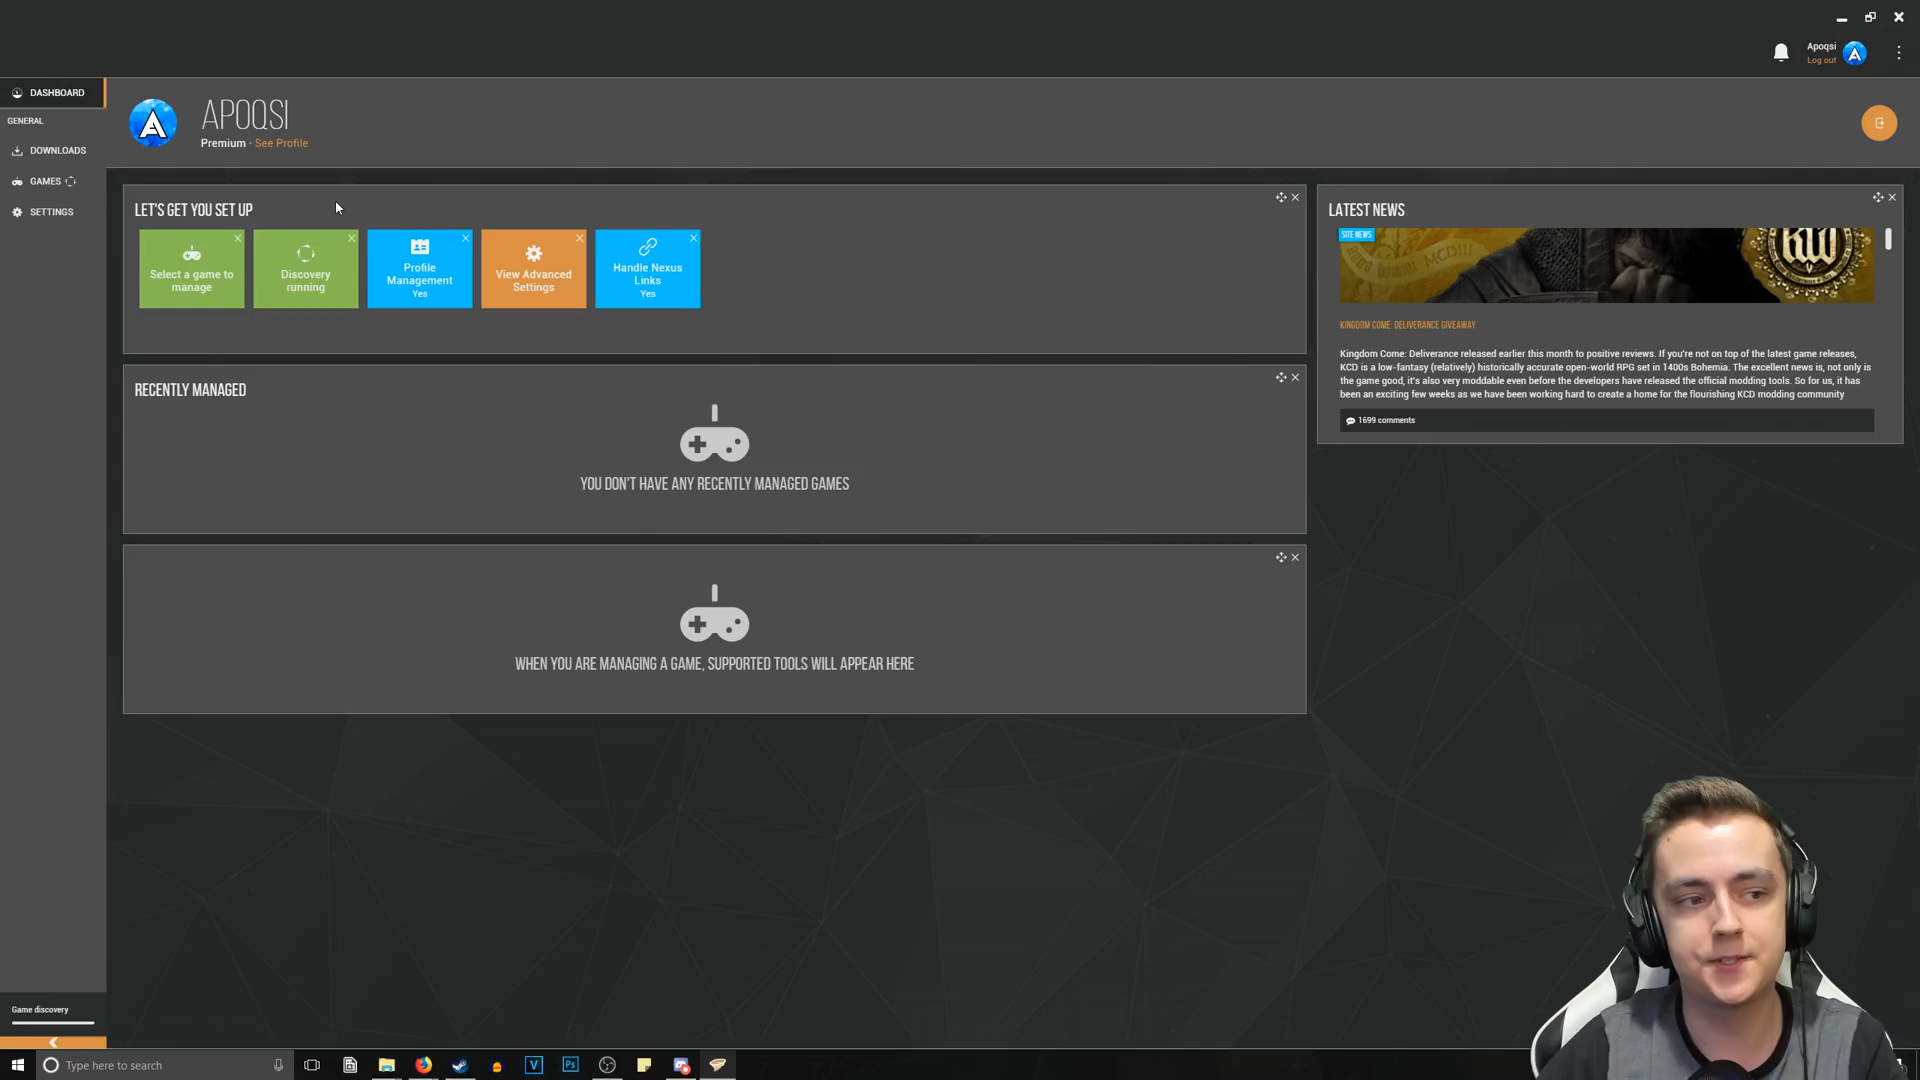 Apoqsi
Log out
DASHBOARD
GENERAL
DOWNLOADS
GAMES
SETTINGS
APOQSI
Premium · See Profile
LET'S GET YOU SET UP
Select a game to
manage
Discovery
running
Profile
Management
Yes
View Advanced
Settings
Handle Nexus
Links
Yes
RECENTLY MANAGED
YOU DON'T HAVE ANY RECENTLY MANAGED GAMES
WHEN YOU ARE MANAGING A GAME, SUPPORTED TOOLS WILL APPEAR HERE
LATEST NEWS
SITE NEWS
KINGDOM COME: DELIVERANCE GIVEAWAY
Kingdom Come: Deliverance released earlier this month to positive reviews. If you're not on top of the latest game releases,
KCD is a low-fantasy (relatively) historically accurate open-world RPG set in 1400s Bohemia. The excellent news is, not only is
the game good, it's also very moddable even before the developers have released the official modding tools. So for us, it has
been an exciting few weeks as we have been working hard to create a home for the flourishing KCD modding community
1699 comments
Game discovery
Type here to search
V
Ps